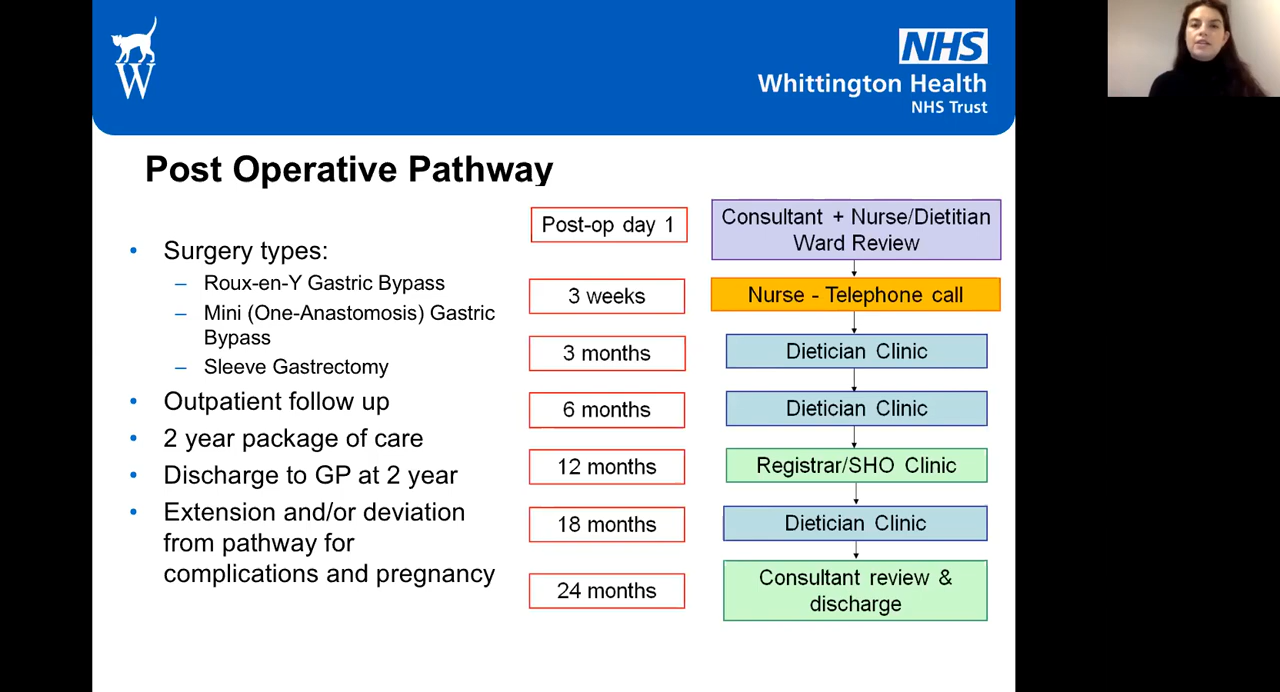 W
NHS
Whittington Health
NHS Trust
Post Operative Pathway
• Surgery types:
– Roux-en-Y Gastric Bypass
– Mini (One-Anastomosis) Gastric
Bypass
– Sleeve Gastrectomy
• Outpatient follow up
• 2 year package of care
• Discharge to GP at 2 year
• Extension and/or deviation
from pathway for
complications and pregnancy
Post-op day 1
Consultant + Nurse/Dietitian
Ward Review
3 weeks
Nurse - Telephone call
3 months
Dietician Clinic
6 months
Dietician Clinic
12 months
Registrar/SHO Clinic
18 months
Dietician Clinic
24 months
Consultant review &
discharge